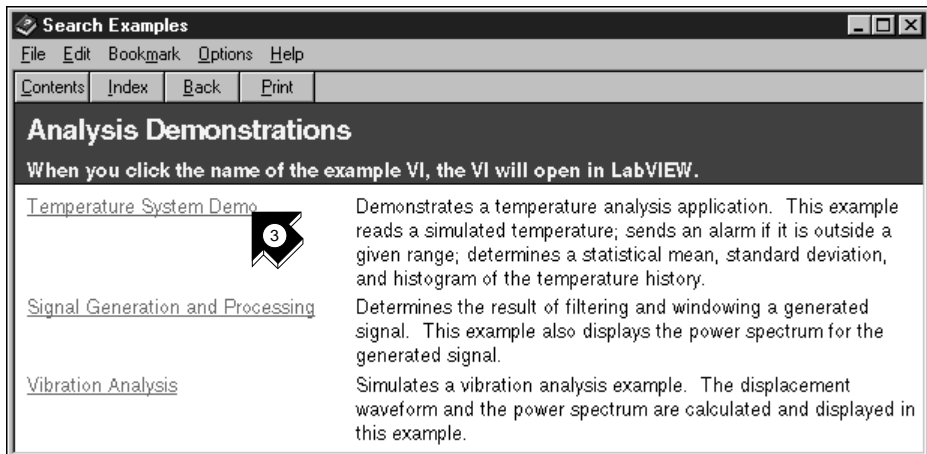 Search Examples
File Edit Bookmark Options Help
Contents Index Back Print
Analysis Demonstrations
When you click the name of the example VI, the VI will open in LabVIEW.
Temperature System Demo
3
Demonstrates a temperature analysis application. This example
reads a simulated temperature; sends an alarm if it is outside a
given range; determines a statistical mean, standard deviation,
and histogram of the temperature history.
Signal Generation and Processing
Determines the result of filtering and windowing a generated
signal. This example also displays the power spectrum for the
generated signal.
Vibration Analysis
Simulates a vibration analysis example. The displacement
waveform and the power spectrum are calculated and displayed in
this example.